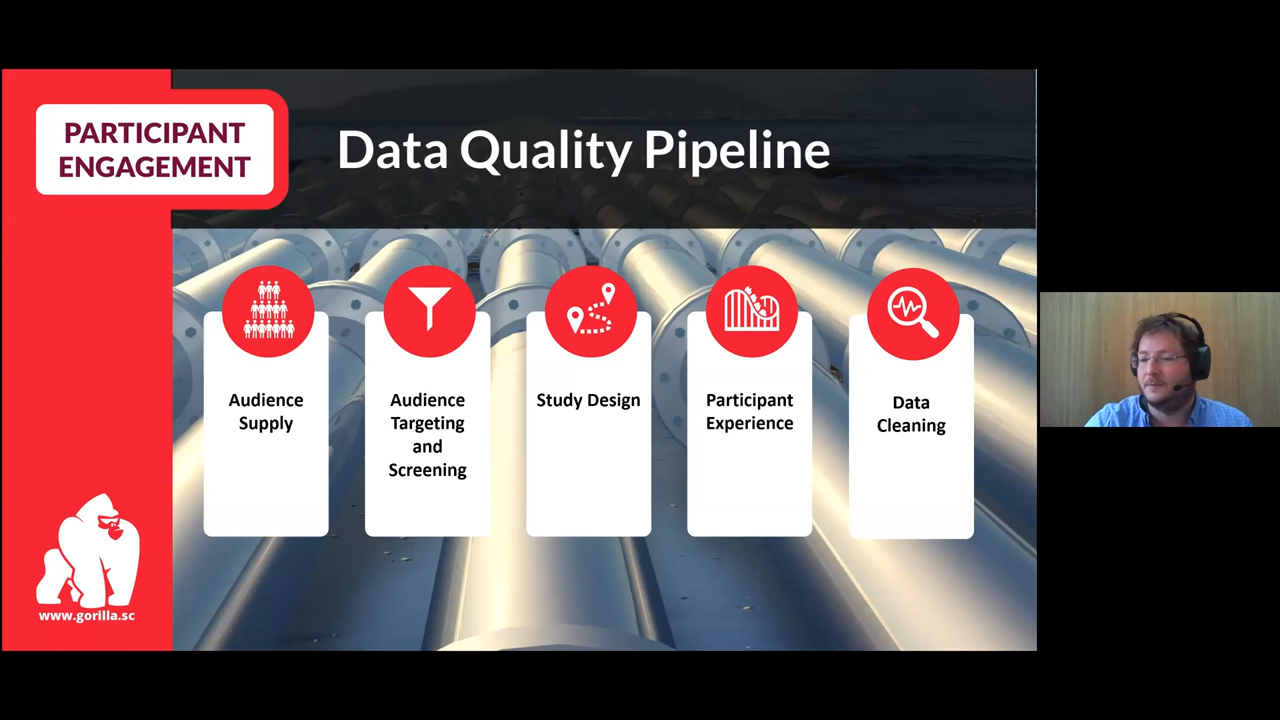 PARTICIPANT
ENGAGEMENT
Data Quality Pipeline
Audience
Supply
Audience
Targeting
and
Screening
Study Design
Participant
Experience
Data
Cleaning
www.gorilla.sc